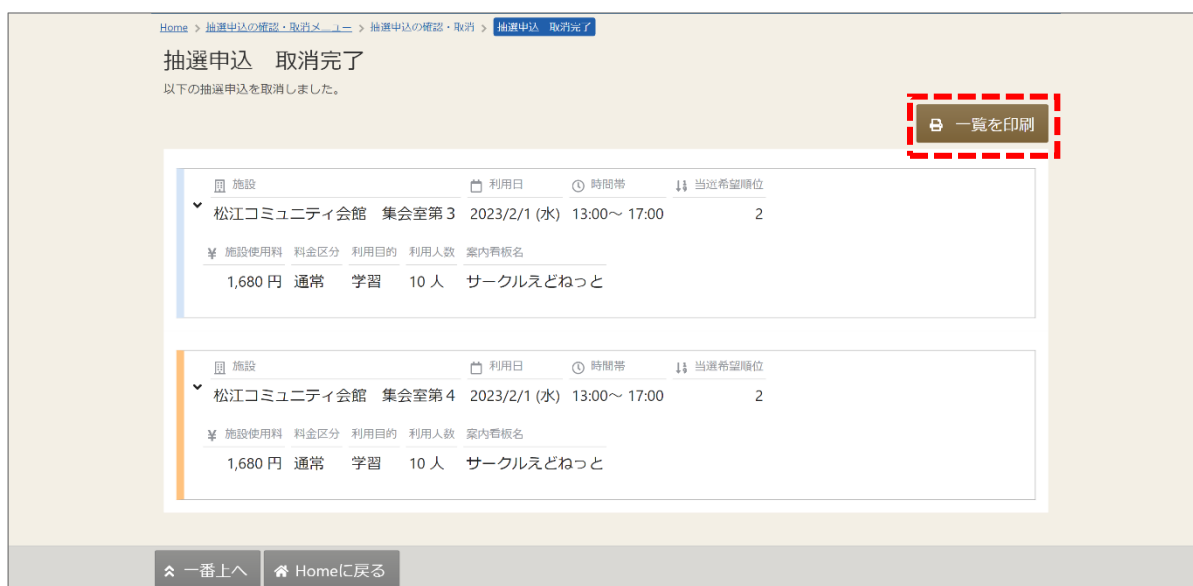 Home > 抽選申込の確認・取消メニュー > 抽選申込の確認・取消 > 抽選申込　取消完了
抽選申込　取消完了
以下の抽選申込を取消しました。
一覧を印刷
施設 利用日 時間帯 当選希望順位
松江コミュニティ会館　集会室第３ 2023/2/1 (水) 13:00～ 17:00 2
¥ 施設使用料 料金区分 利用目的 利用人数 案内看板名
1,680 円 通常 学習 10 人 サークルえどねっと
施設 利用日 時間帯 当選希望順位
松江コミュニティ会館　集会室第４ 2023/2/1 (水) 13:00～ 17:00 2
¥ 施設使用料 料金区分 利用目的 利用人数 案内看板名
1,680 円 通常 学習 10 人 サークルえどねっと
一番上へ Homeに戻る